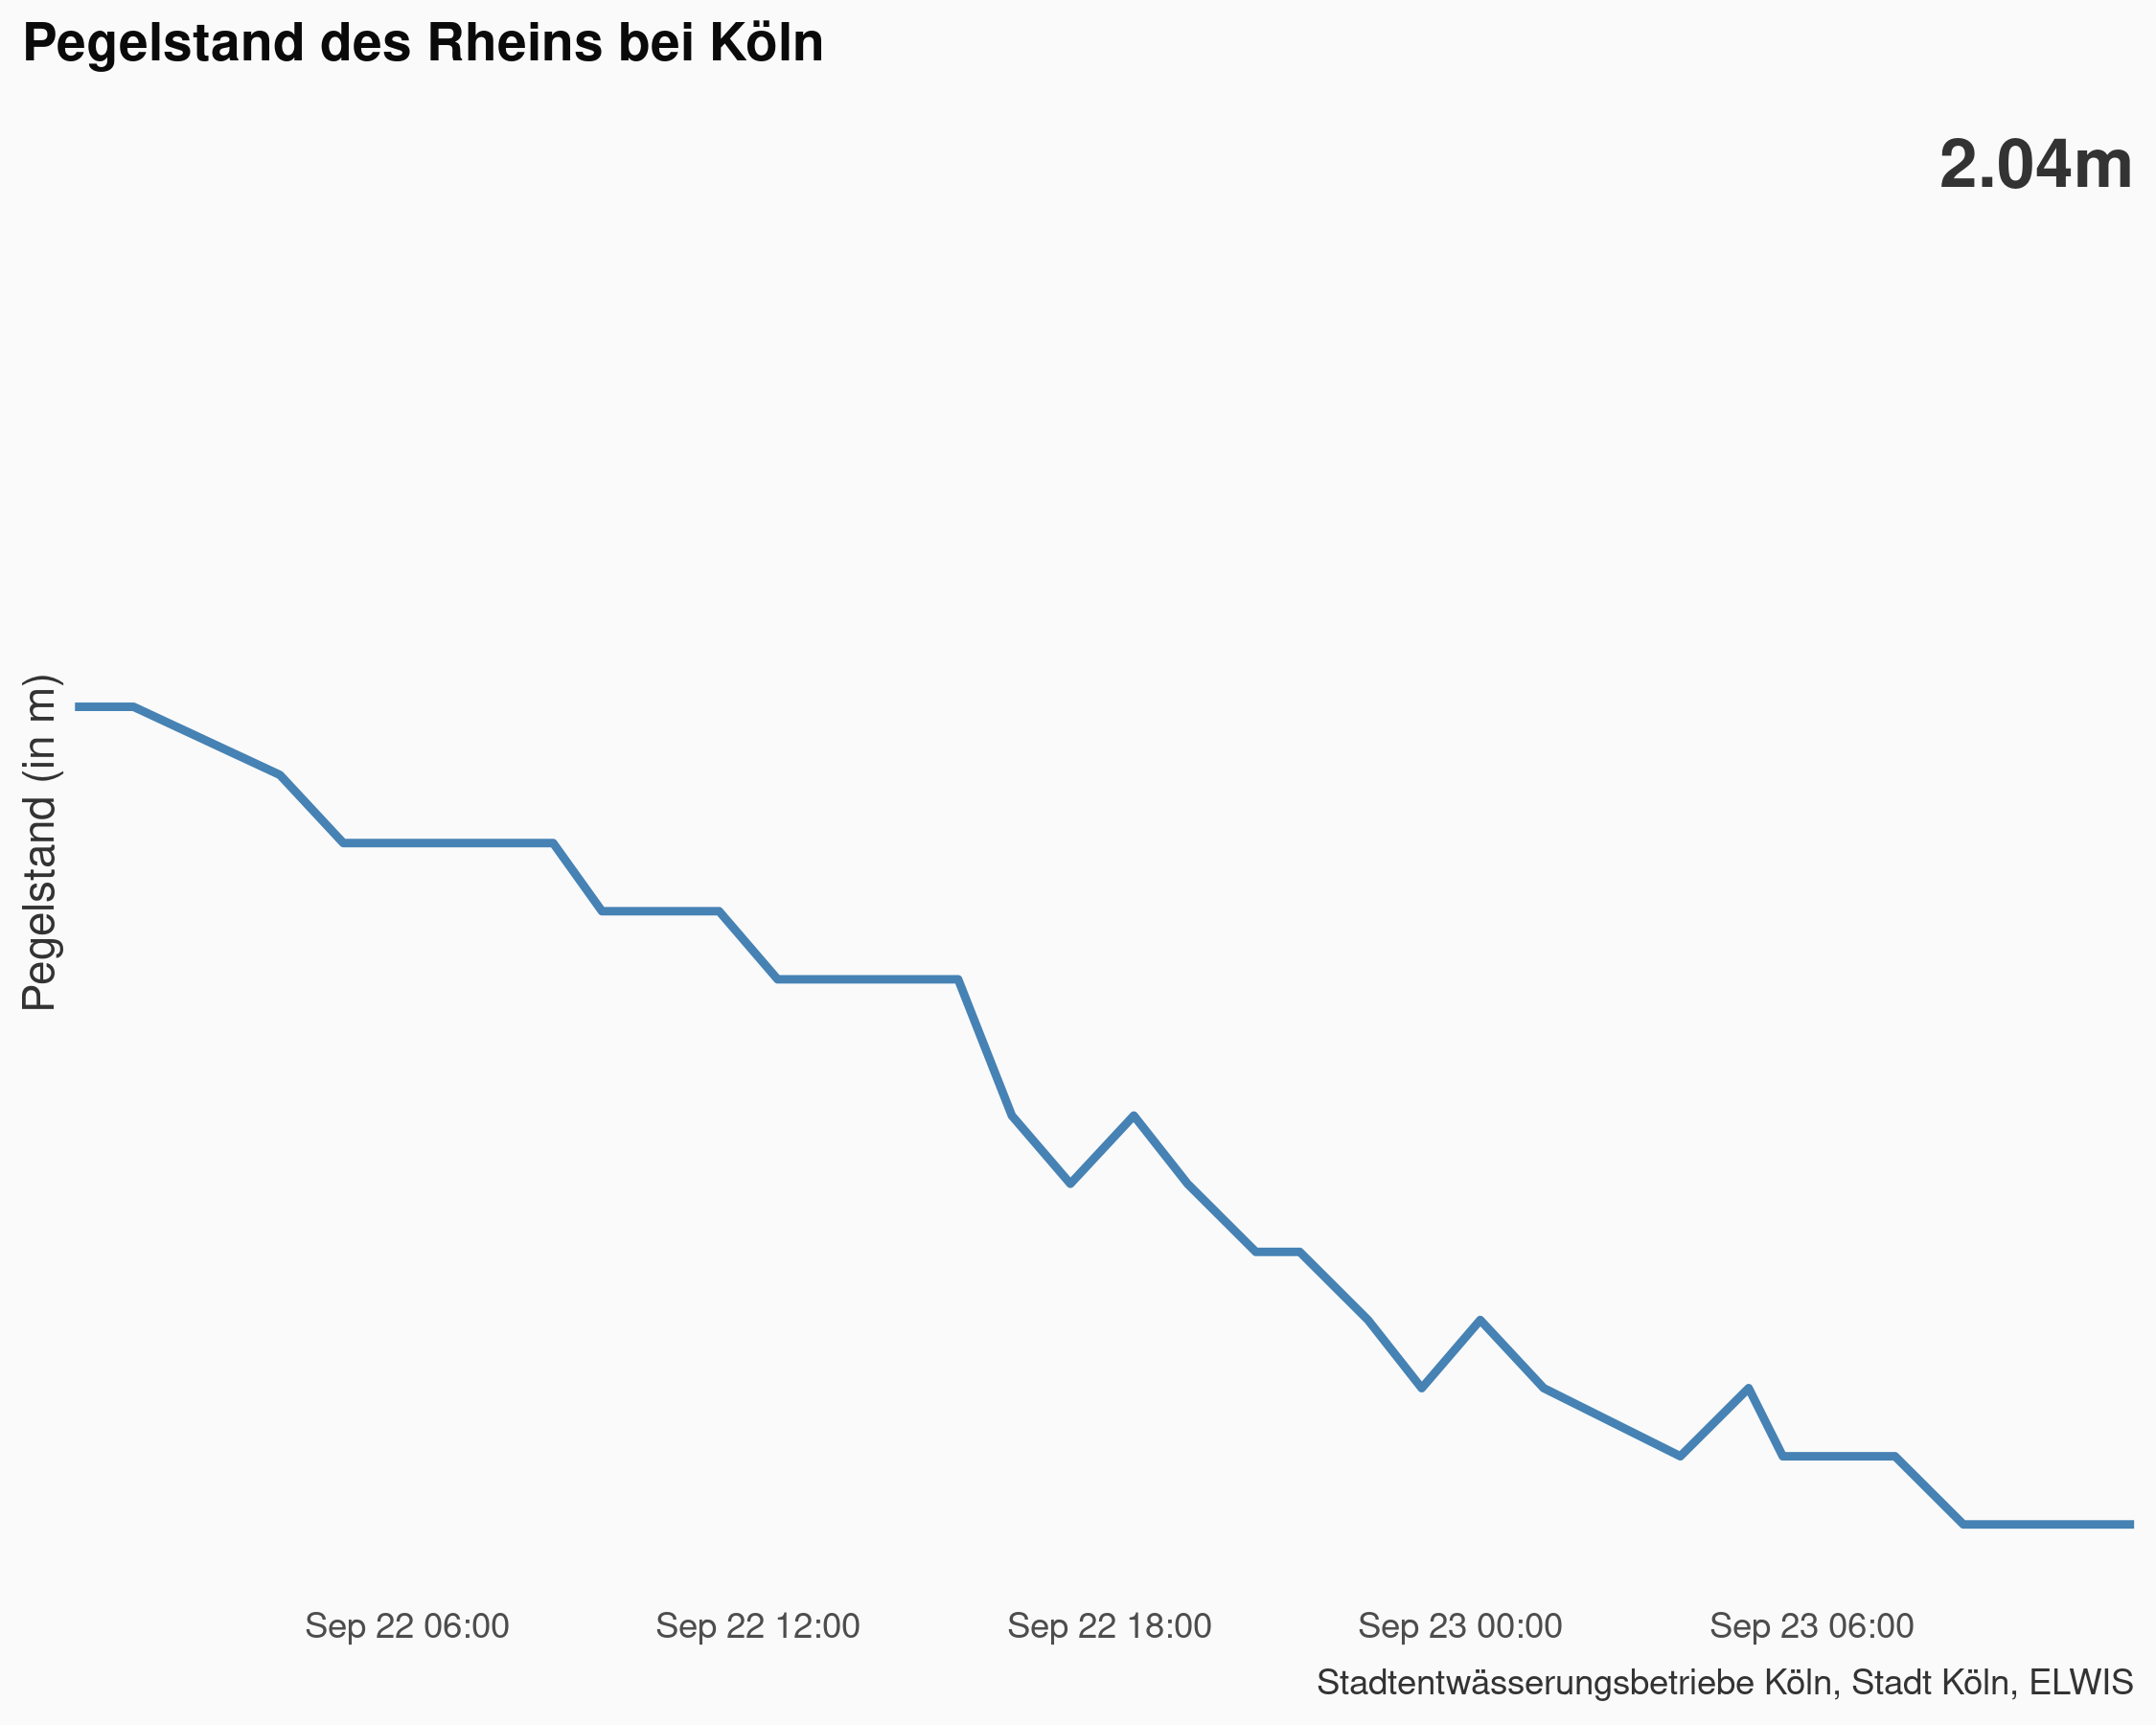 Pegelstand des Rheins bei Köln
2.04m
Pegelstand (in m)
Sep 22 06:00
Sep 22 12:00
Sep 22 18:00
Sep 23 00:00
Sep 23 06:00
Stadtentwässerungsbetriebe Köln, Stadt Köln, ELWIS